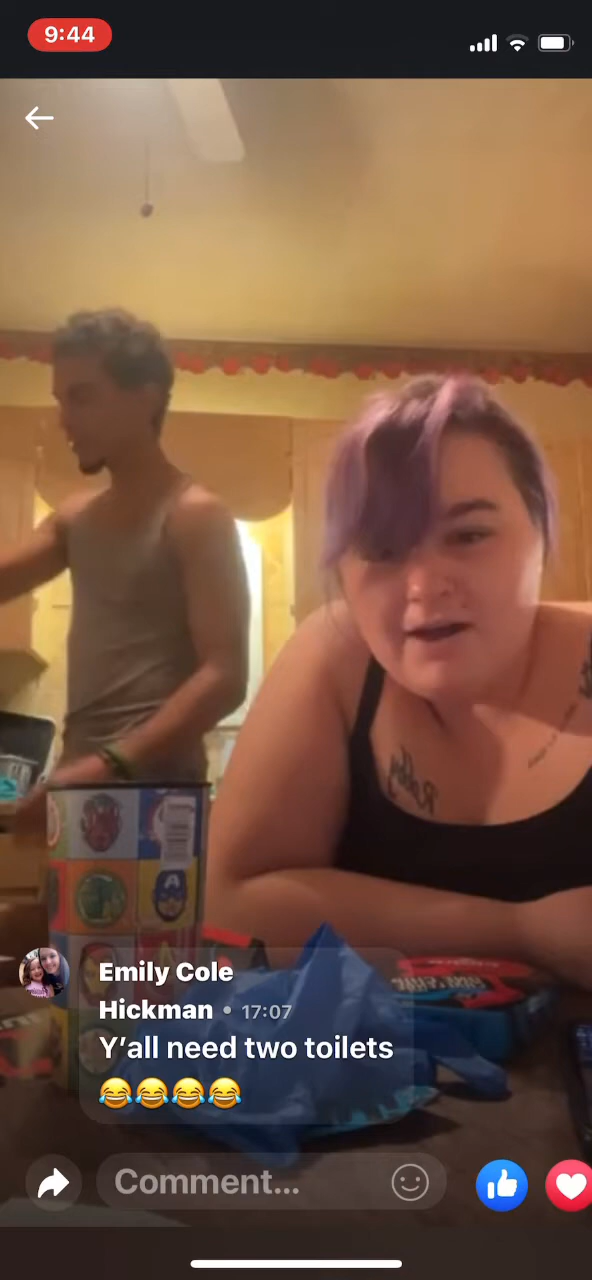 9:44
Emily Cole
Hickman • 17:07
Y'all need two toilets
😂😂😂😂
Comment...